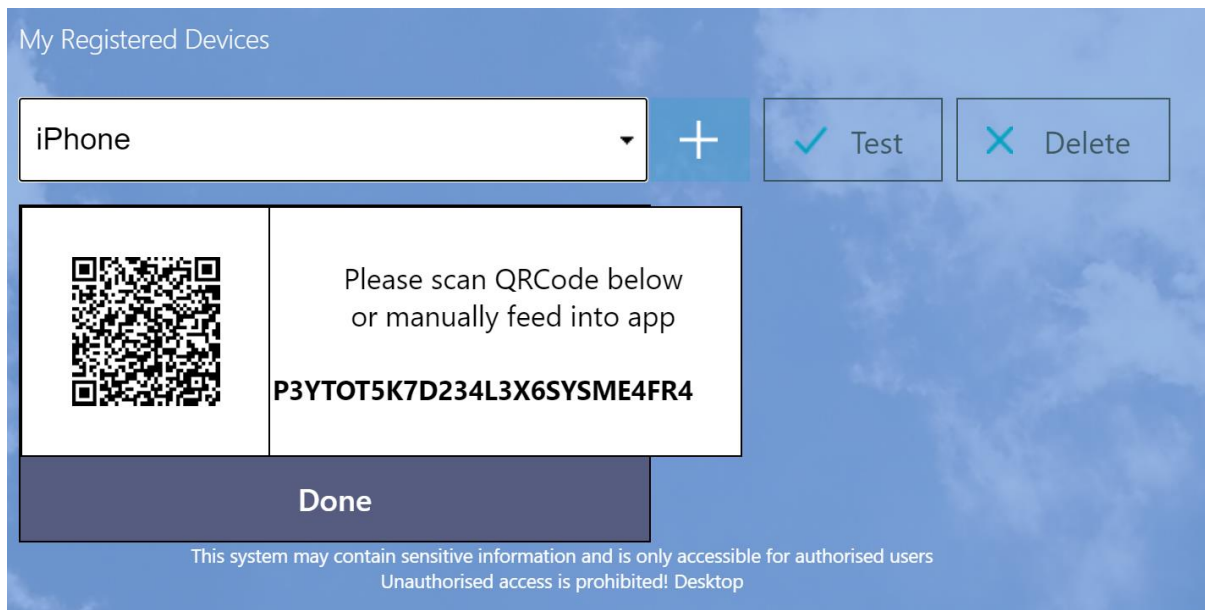 My Registered Devices
iPhone
Test
Delete
Please scan QRCode below
or manually feed into app
P3YTOT5K7D234L3X6SYSME4FR4
Done
This system may contain sensitive information and is only accessible for authorised users
Unauthorised access is prohibited! Desktop